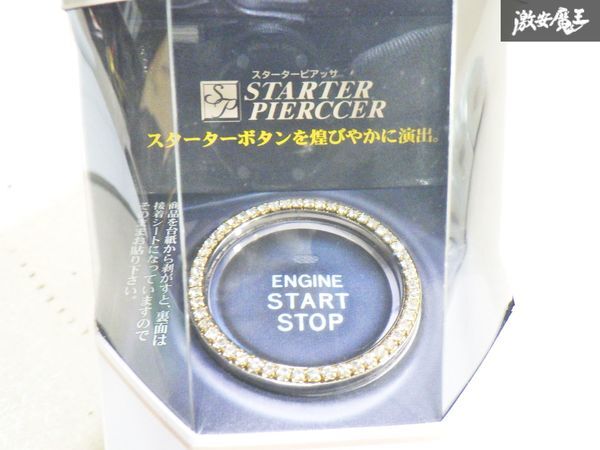 激安魔王
スターターピアッサ
SP
STARTER
PIERCCER
スターターボタンを煌びやかに演出。
商品を台紙から剥がすと、裏面は
接着シートになっていますので
そのままお貼り下さい。
ENGINE
START
STOP